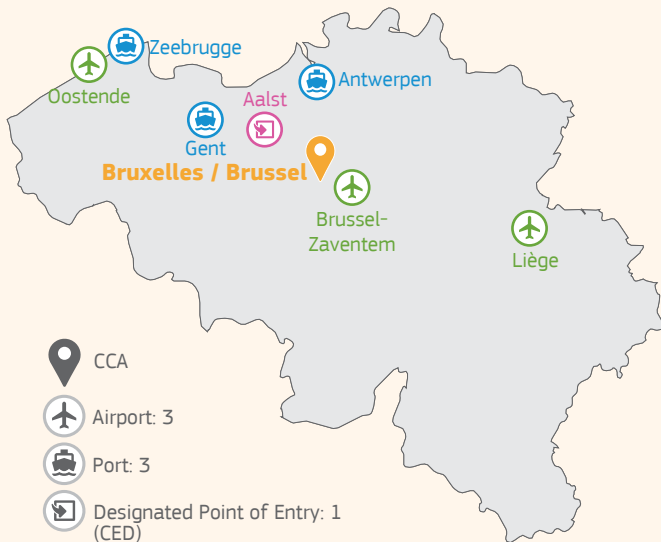 Zeebrugge
Oostende
Antwerpen
Aalst
Gent
Bruxelles / Brussel
Brussel-
Zaventem
Liège
CCA
Airport: 3
Port: 3
Designated Point of Entry: 1
(CED)